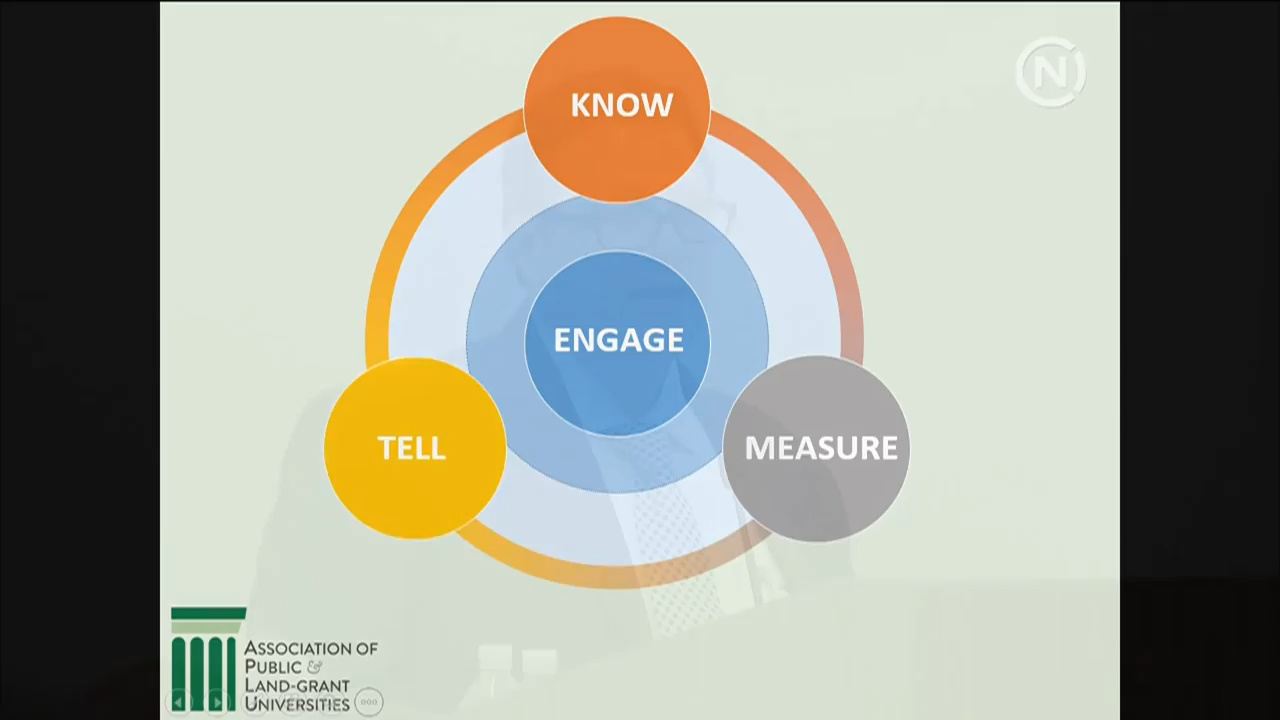 KNOW
N
ENGAGE
TELL
MEASURE
ASSOCIATION OF
PUBLIC &
LAND-GRANT
UNIVERSITIES